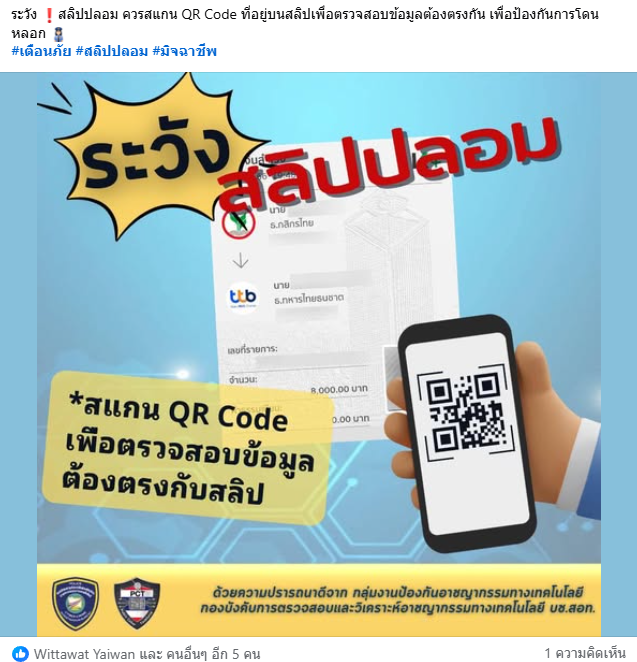 ระวัง ❗ สลิปปลอม ควรสแกน QR Code ที่อยู่บนสลิปเพื่อตรวจสอบข้อมูลต้องตรงกัน เพื่อป้องกันการโดน
หลอก 👮
#เตือนภัย #สลิปปลอม #มิจฉาชีพ
ระวัง
สลิปปลอม
นาย
ธ.กสิกรไทย
ttb
นาย
ธ.ทหารไทยธนชาต
เลขที่รายการ:
จำนวน:
8,000.00 บาท
0.00 บาท
*สแกน QR Code
เพื่อตรวจสอบข้อมูล
ต้องตรงกับสลิป
PCT
ด้วยความปรารถนาดีจาก กลุ่มงานป้องกันอาชญากรรมทางเทคโนโลยี
กองบังคับการตรวจสอบและวิเคราะห์อาชญากรรมทางเทคโนโลยี บช.สอท.
Wittawat Yaiwan และ คนอื่นๆ อีก 5 คน
1 ความคิดเห็น